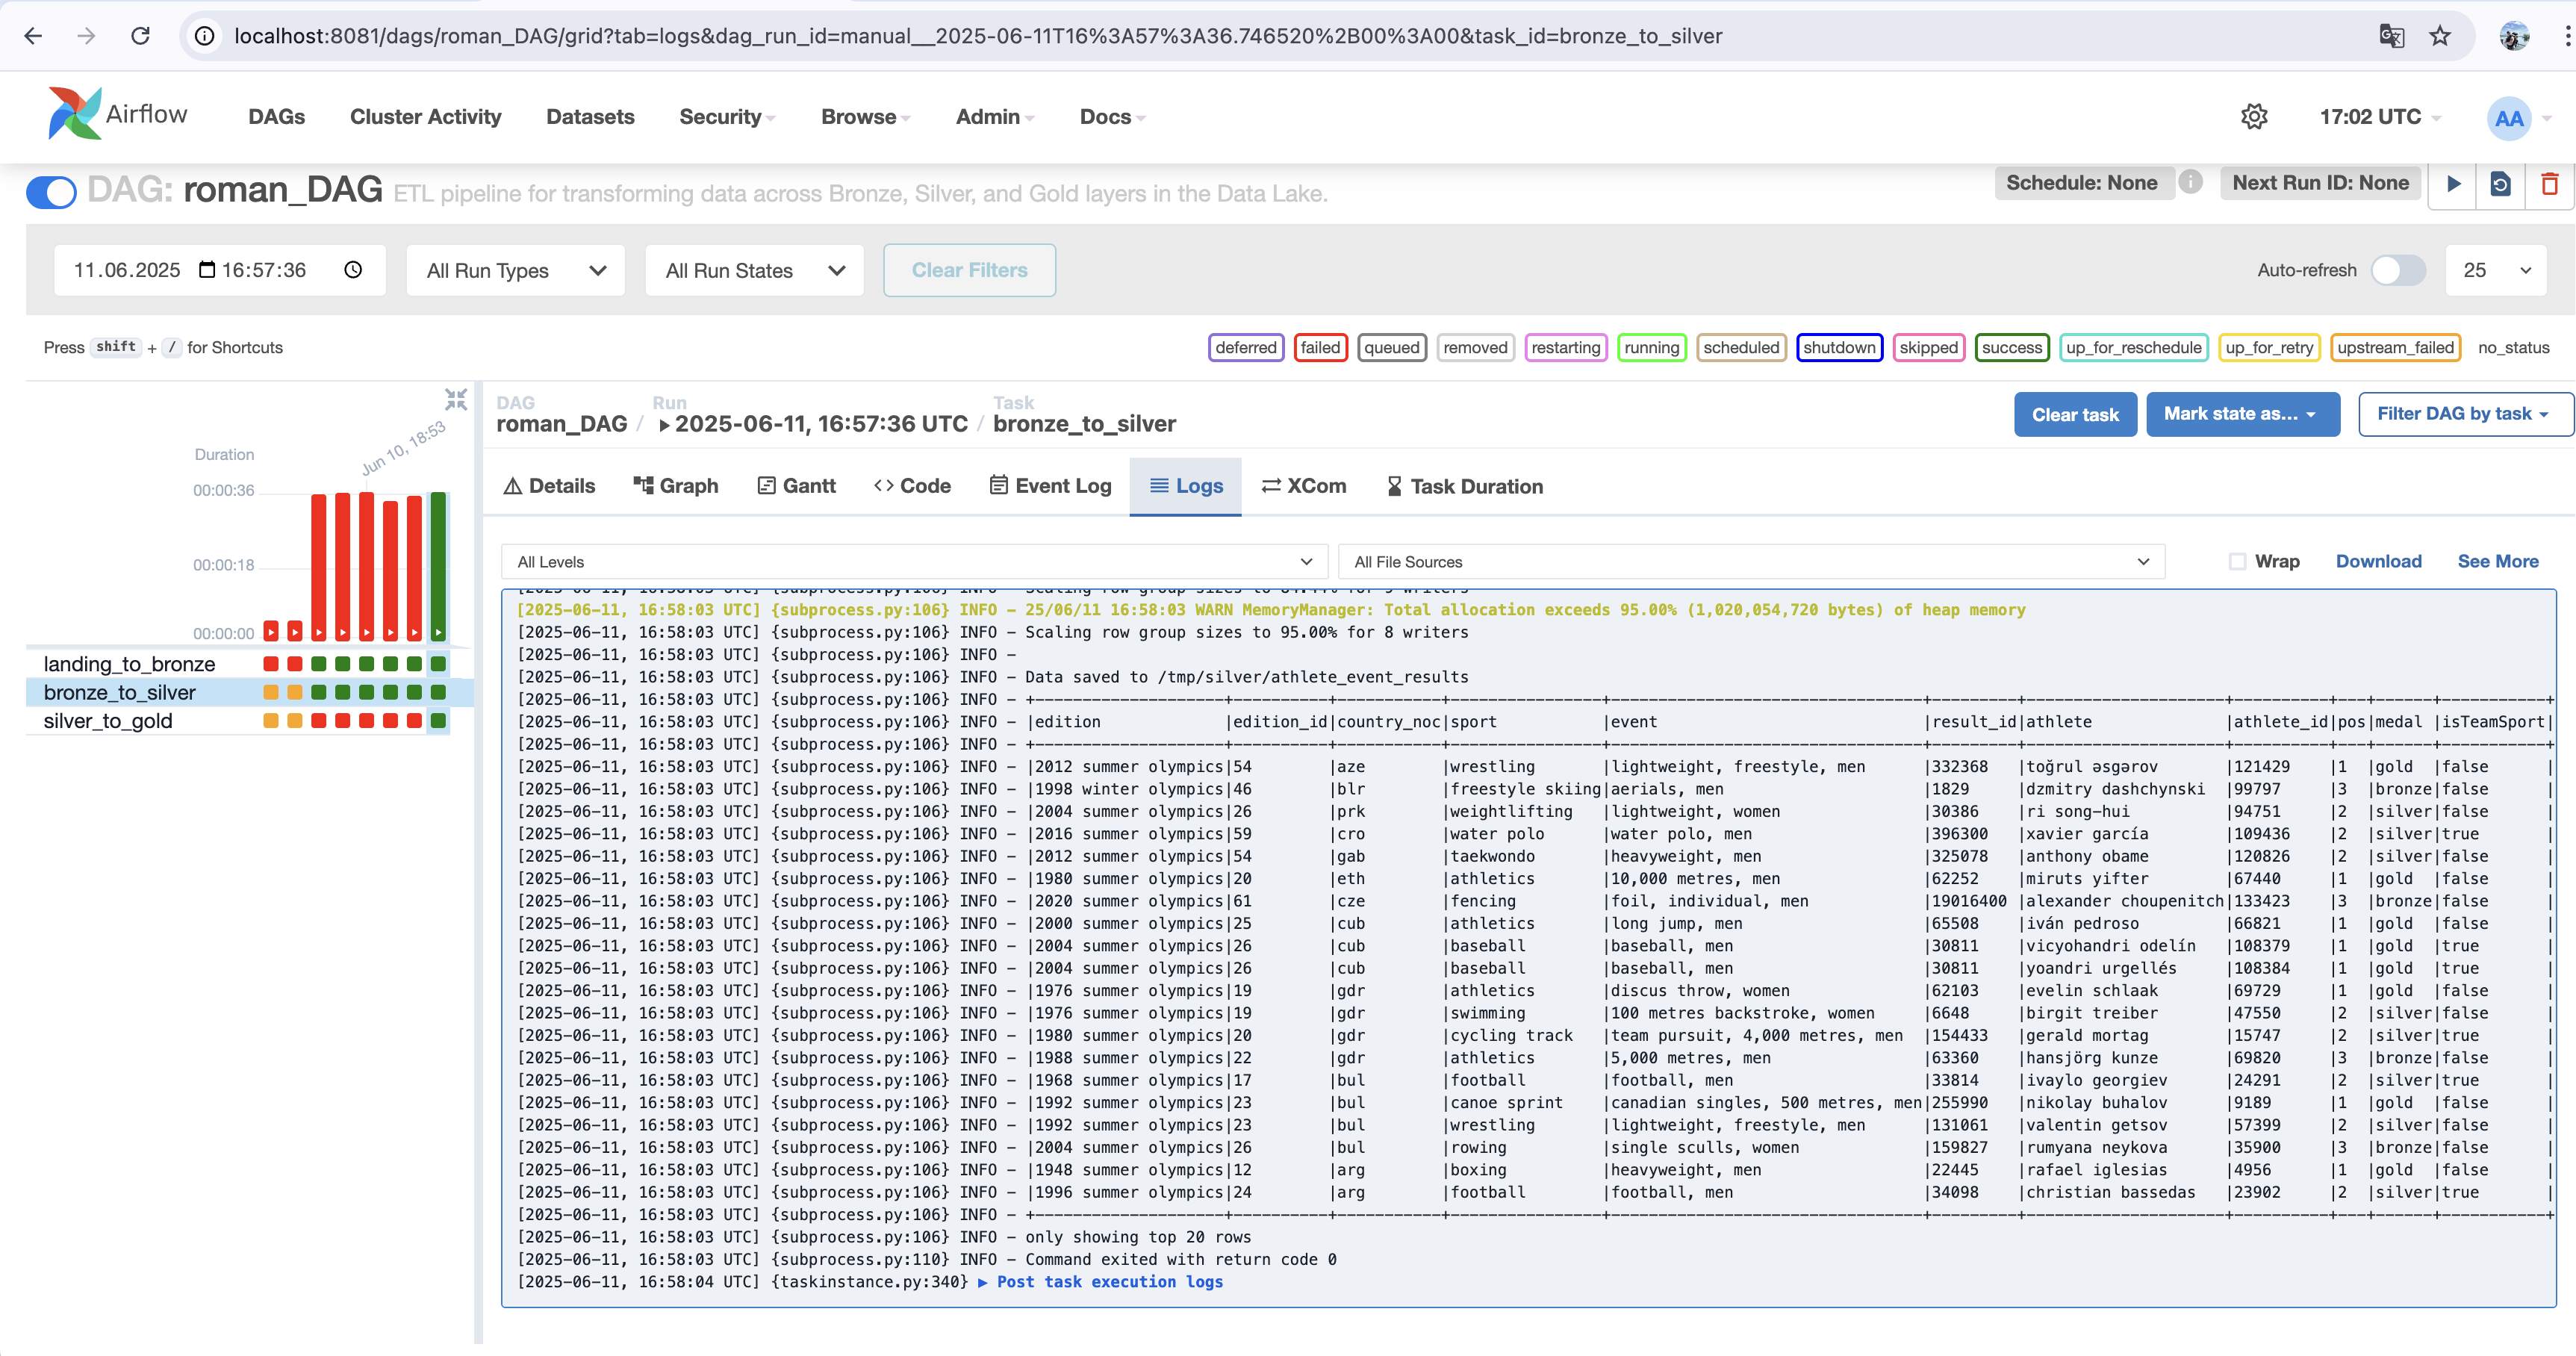 localhost:8081/dags/roman_DAG/grid?tab=logs&dag_run_id=manual__2025-06-11T16%3A57%3A36.746520%2B00%3A00&task_id=bronze_to_silver
Airflow DAGs Cluster Activity Datasets Security Browse Admin Docs 17:02 UTC AA
DAG: roman_DAG ETL pipeline for transforming data across Bronze, Silver, and Gold layers in the Data Lake. Schedule: None Next Run ID: None
11.06.2025 16:57:36 All Run Types All Run States Clear Filters Auto-refresh 25
Press shift + / for Shortcuts deferred failed queued removed restarting running scheduled shutdown skipped success up_for_reschedule up_for_retry upstream_failed no_status
Jun 10, 18:53
Duration
00:00:36
00:00:18
00:00:00
landing_to_bronze
bronze_to_silver
silver_to_gold
DAG Run Task
roman_DAG / 2025-06-11, 16:57:36 UTC / bronze_to_silver Clear task Mark state as... Filter DAG by task
Details Graph Gantt Code Event Log Logs XCom Task Duration
All Levels All File Sources Wrap Download See More
[2025-06-11, 16:58:03 UTC] {subprocess.py:106} INFO - 25/06/11 16:58:03 WARN MemoryManager: Total allocation exceeds 95.00% (1,020,054,720 bytes) of heap memory
[2025-06-11, 16:58:03 UTC] {subprocess.py:106} INFO - Scaling row group sizes to 95.00% for 8 writers
[2025-06-11, 16:58:03 UTC] {subprocess.py:106} INFO -
[2025-06-11, 16:58:03 UTC] {subprocess.py:106} INFO - Data saved to /tmp/silver/athlete_event_results
[2025-06-11, 16:58:03 UTC] {subprocess.py:106} INFO - +--------------------+----------+-----------+----------------+---------------------------------+---------+---------------------+----------+---+------+-----------+
[2025-06-11, 16:58:03 UTC] {subprocess.py:106} INFO - |edition |edition_id|country_noc|sport |event |result_id|athlete |athlete_id|pos|medal |isTeamSport|
[2025-06-11, 16:58:03 UTC] {subprocess.py:106} INFO - +--------------------+----------+-----------+----------------+---------------------------------+---------+---------------------+----------+---+------+-----------+
[2025-06-11, 16:58:03 UTC] {subprocess.py:106} INFO - |2012 summer olympics|54 |aze |wrestling |lightweight, freestyle, men |332368 |toğrul əsgərov |121429 |1 |gold |false |
[2025-06-11, 16:58:03 UTC] {subprocess.py:106} INFO - |1998 winter olympics|46 |blr |freestyle skiing|aerials, men |1829 |dzmitry dashchynski |99797 |3 |bronze|false |
[2025-06-11, 16:58:03 UTC] {subprocess.py:106} INFO - |2004 summer olympics|26 |prk |weightlifting |lightweight, women |30386 |ri song-hui |94751 |2 |silver|false |
[2025-06-11, 16:58:03 UTC] {subprocess.py:106} INFO - |2016 summer olympics|59 |cro |water polo |water polo, men |396300 |xavier garcía |109436 |2 |silver|true |
[2025-06-11, 16:58:03 UTC] {subprocess.py:106} INFO - |2012 summer olympics|54 |gab |taekwondo |heavyweight, men |325078 |anthony obame |120826 |2 |silver|false |
[2025-06-11, 16:58:03 UTC] {subprocess.py:106} INFO - |1980 summer olympics|20 |eth |athletics |10,000 metres, men |62252 |miruts yifter |67440 |1 |gold |false |
[2025-06-11, 16:58:03 UTC] {subprocess.py:106} INFO - |2020 summer olympics|61 |cze |fencing |foil, individual, men |19016400 |alexander choupenitch|133423 |3 |bronze|false |
[2025-06-11, 16:58:03 UTC] {subprocess.py:106} INFO - |2000 summer olympics|25 |cub |athletics |long jump, men |65508 |iván pedroso |66821 |1 |gold |false |
[2025-06-11, 16:58:03 UTC] {subprocess.py:106} INFO - |2004 summer olympics|26 |cub |baseball |baseball, men |30811 |vicyohandri odelín |108379 |1 |gold |true |
[2025-06-11, 16:58:03 UTC] {subprocess.py:106} INFO - |2004 summer olympics|26 |cub |baseball |baseball, men |30811 |yoandri urgellés |108384 |1 |gold |true |
[2025-06-11, 16:58:03 UTC] {subprocess.py:106} INFO - |1976 summer olympics|19 |gdr |athletics |discus throw, women |62103 |evelin schlaak |69729 |1 |gold |false |
[2025-06-11, 16:58:03 UTC] {subprocess.py:106} INFO - |1976 summer olympics|19 |gdr |swimming |100 metres backstroke, women |6648 |birgit treiber |47550 |2 |silver|false |
[2025-06-11, 16:58:03 UTC] {subprocess.py:106} INFO - |1980 summer olympics|20 |gdr |cycling track |team pursuit, 4,000 metres, men |154433 |gerald mortag |15747 |2 |silver|true |
[2025-06-11, 16:58:03 UTC] {subprocess.py:106} INFO - |1988 summer olympics|22 |gdr |athletics |5,000 metres, men |63360 |hansjörg kunze |69820 |3 |bronze|false |
[2025-06-11, 16:58:03 UTC] {subprocess.py:106} INFO - |1968 summer olympics|17 |bul |football |football, men |33814 |ivaylo georgiev |24291 |2 |silver|true |
[2025-06-11, 16:58:03 UTC] {subprocess.py:106} INFO - |1992 summer olympics|23 |bul |canoe sprint |canadian singles, 500 metres, men|255990 |nikolay buhalov |9189 |1 |gold |false |
[2025-06-11, 16:58:03 UTC] {subprocess.py:106} INFO - |1992 summer olympics|23 |bul |wrestling |lightweight, freestyle, men |131061 |valentin getsov |57399 |2 |silver|false |
[2025-06-11, 16:58:03 UTC] {subprocess.py:106} INFO - |2004 summer olympics|26 |bul |rowing |single sculls, women |159827 |rumyana neykova |35900 |3 |bronze|false |
[2025-06-11, 16:58:03 UTC] {subprocess.py:106} INFO - |1948 summer olympics|12 |arg |boxing |heavyweight, men |22445 |rafael iglesias |4956 |1 |gold |false |
[2025-06-11, 16:58:03 UTC] {subprocess.py:106} INFO - |1996 summer olympics|24 |arg |football |football, men |34098 |christian bassedas |23902 |2 |silver|true |
[2025-06-11, 16:58:03 UTC] {subprocess.py:106} INFO - +--------------------+----------+-----------+----------------+---------------------------------+---------+---------------------+----------+---+------+-----------+
[2025-06-11, 16:58:03 UTC] {subprocess.py:106} INFO - only showing top 20 rows
[2025-06-11, 16:58:03 UTC] {subprocess.py:110} INFO - Command exited with return code 0
[2025-06-11, 16:58:04 UTC] {taskinstance.py:340} ▶ Post task execution logs